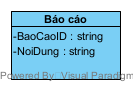 Báo cáo
-BaoCaoID : string
-NoiDung : string
Powered By Visual Paradigm